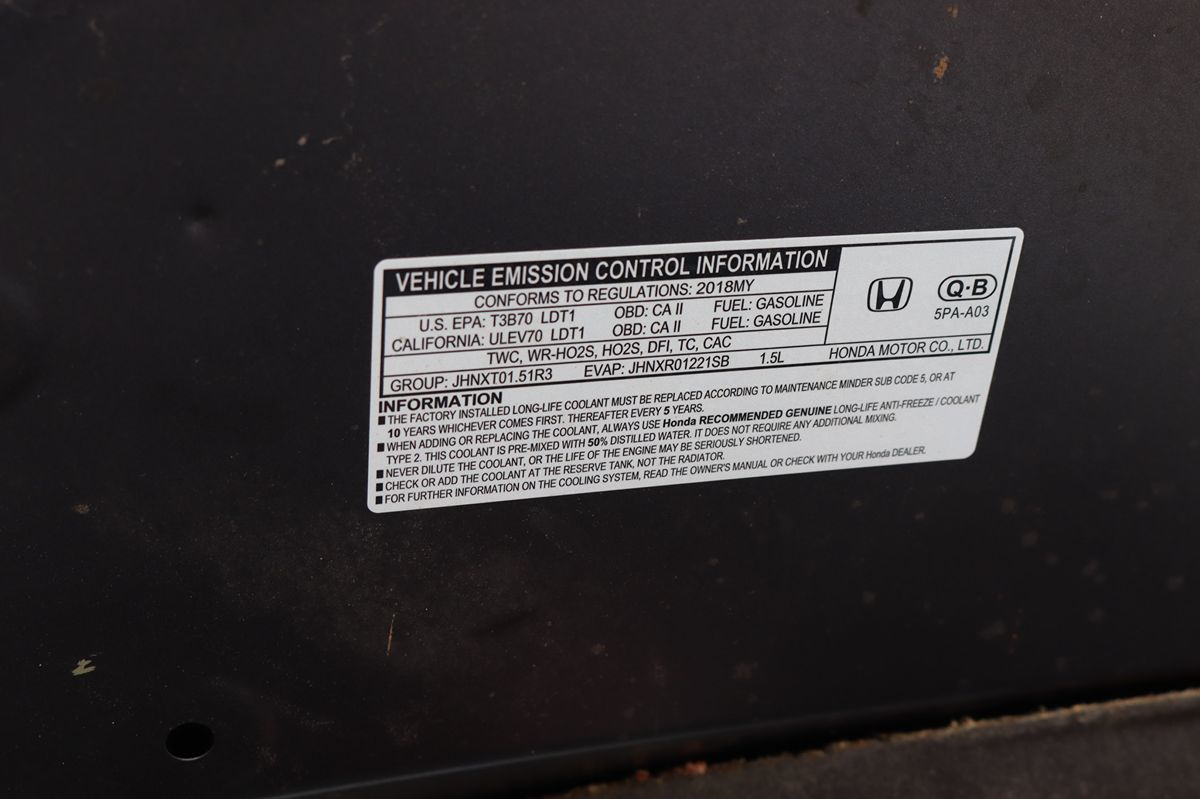 VEHICLE EMISSION CONTROL INFORMATION
CONFORMS TO REGULATIONS: 2018MY
U.S. EPA: T3B70 LDT1 OBD: CA II FUEL: GASOLINE
CALIFORNIA: ULEV70 LDT1 OBD: CA II FUEL: GASOLINE
TWC, WR-HO2S, HO2S, DFI, TC, CAC
GROUP: JHNXT01.51R3 EVAP: JHNXR01221SB 1.5L
Q·B
5PA-A03
HONDA MOTOR CO., LTD.
INFORMATION
■ THE FACTORY INSTALLED LONG-LIFE COOLANT MUST BE REPLACED ACCORDING TO MAINTENANCE MINDER SUB CODE 5, OR AT
10 YEARS WHICHEVER COMES FIRST. THEREAFTER EVERY 5 YEARS.
■ WHEN ADDING OR REPLACING THE COOLANT, ALWAYS USE Honda RECOMMENDED GENUINE LONG-LIFE ANTI-FREEZE / COOLANT
TYPE 2. THIS COOLANT IS PRE-MIXED WITH 50% DISTILLED WATER. IT DOES NOT REQUIRE ANY ADDITIONAL MIXING.
■ NEVER DILUTE THE COOLANT, OR THE LIFE OF THE ENGINE MAY BE SERIOUSLY SHORTENED.
■ CHECK OR ADD THE COOLANT AT THE RESERVE TANK, NOT THE RADIATOR.
■ FOR FURTHER INFORMATION ON THE COOLING SYSTEM, READ THE OWNER'S MANUAL OR CHECK WITH YOUR Honda DEALER.